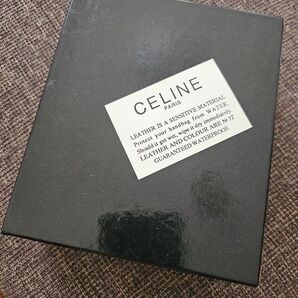 CELINE
PARIS
LEATHER IS A SENSITIVE MATERIAL
Protect your handbag from WATER.
Should it get wet, wipe it dry immediately.
LEATHER AND COLOUR ARE NOT
GUARANTEED WATERPROOF.